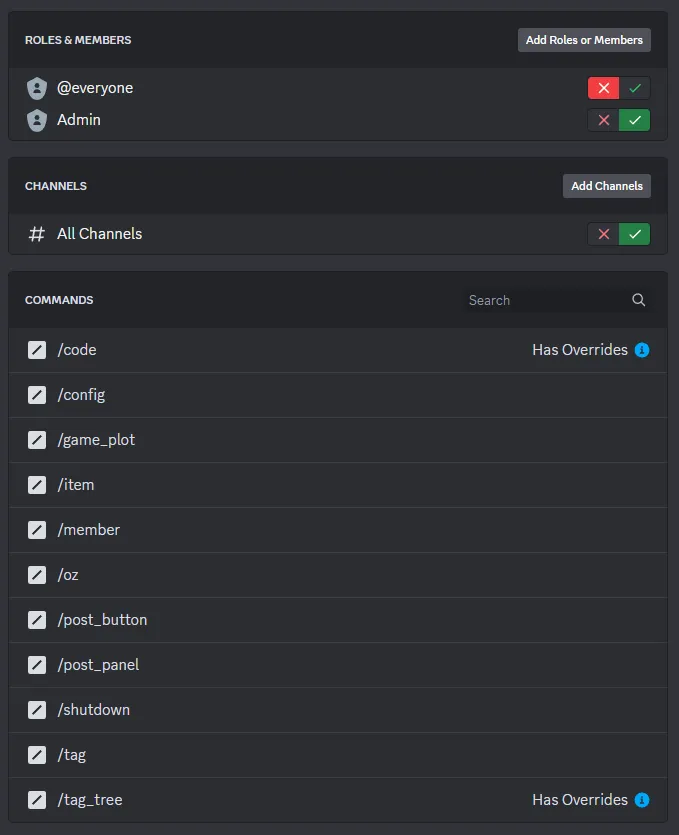 ROLES & MEMBERS Add Roles or Members
@everyone
Admin
CHANNELS Add Channels
All Channels
COMMANDS Search
/code Has Overrides
/config
/game_plot
/item
/member
/oz
/post_button
/post_panel
/shutdown
/tag
/tag_tree Has Overrides